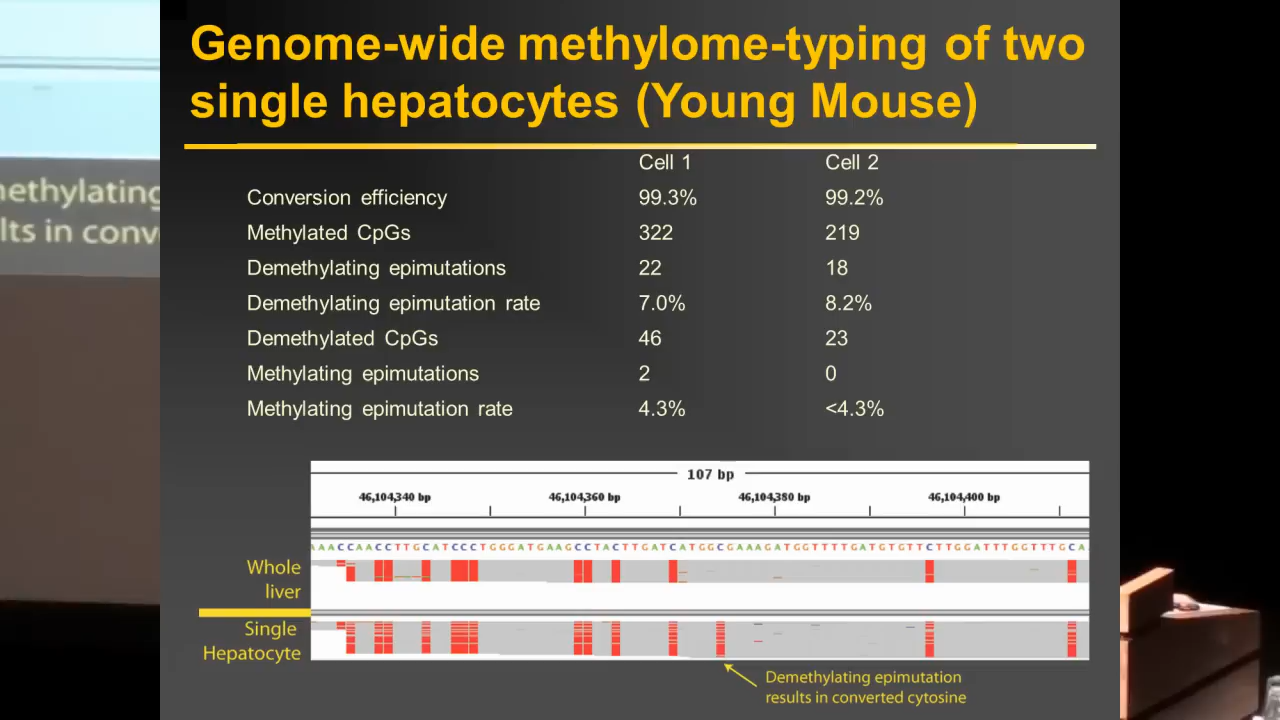 Genome-wide methylome-typing of two
single hepatocytes (Young Mouse)
Cell 1 Cell 2
Conversion efficiency 99.3% 99.2%
Methylated CpGs 322 219
Demethylating epimutations 22 18
Demethylating epimutation rate 7.0% 8.2%
Demethylated CpGs 46 23
Methylating epimutations 2 0
Methylating epimutation rate 4.3% <4.3%
107 bp
46,104,340 bp 46,104,360 bp 46,104,380 bp 46,104,400 bp
AAACCAACCTTGCATCCCTGGGATGAAGCCTACTTGATCATGGCGAAAGATGGTTTTGATGTGTTCTTGGATTTGGTTTGCA
Whole
liver
Single
Hepatocyte
Demethylating epimutation
results in converted cytosine
nethylating
lts in conv